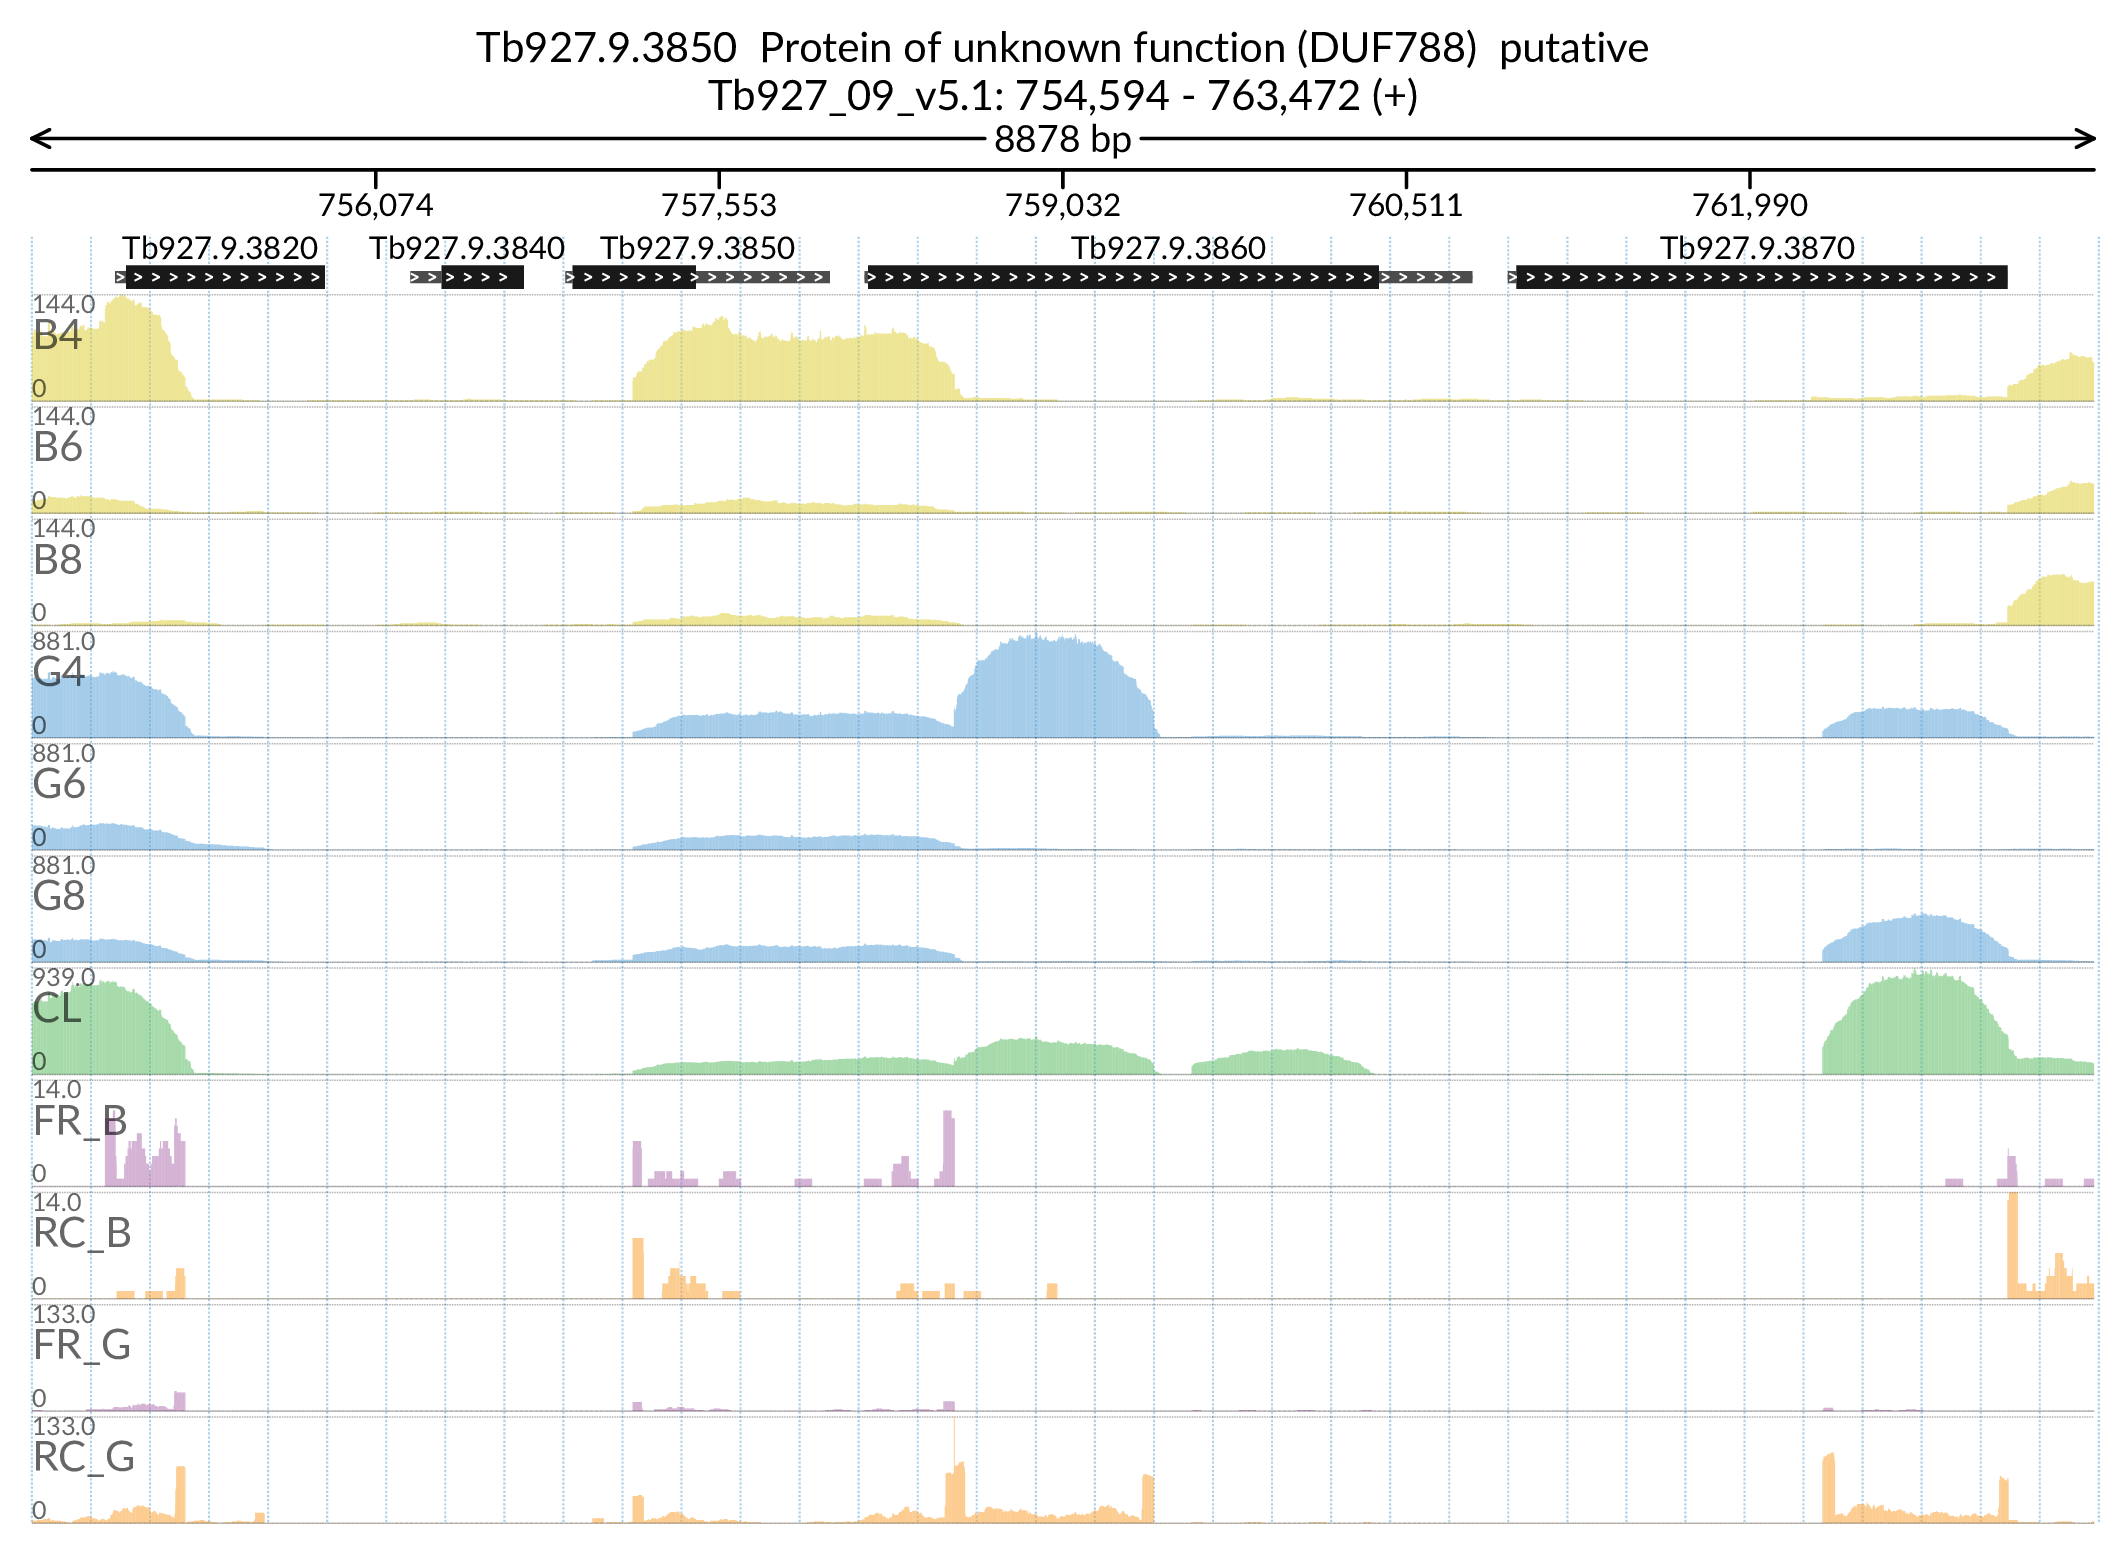 Tb927.9.3850  Protein of unknown function (DUF788)  putative
Tb927_09_v5.1: 754,594 - 763,472 (+)
8878 bp
756,074 757,553 759,032 760,511 761,990
Tb927.9.3820 Tb927.9.3840 Tb927.9.3850 Tb927.9.3860 Tb927.9.3870
144.0
B4
0
144.0
B6
0
144.0
B8
0
881.0
G4
0
881.0
G6
0
881.0
G8
0
939.0
CL
0
14.0
FR_B
0
14.0
RC_B
0
133.0
FR_G
0
133.0
RC_G
0